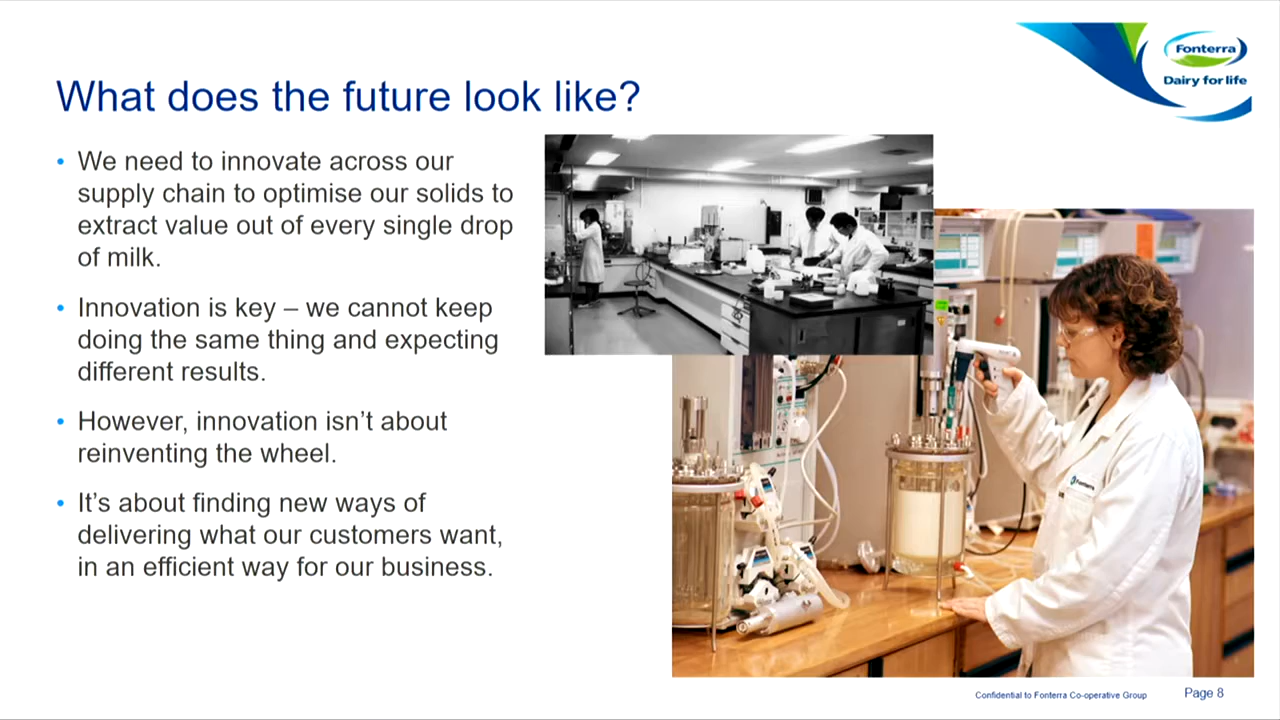 Fonterra
Dairy for life
What does the future look like?
• We need to innovate across our
supply chain to optimise our solids to
extract value out of every single drop
of milk.
• Innovation is key – we cannot keep
doing the same thing and expecting
different results.
• However, innovation isn’t about
reinventing the wheel.
• It’s about finding new ways of
delivering what our customers want,
in an efficient way for our business.
Fonterra
Confidential to Fonterra Co-operative Group
Page 8